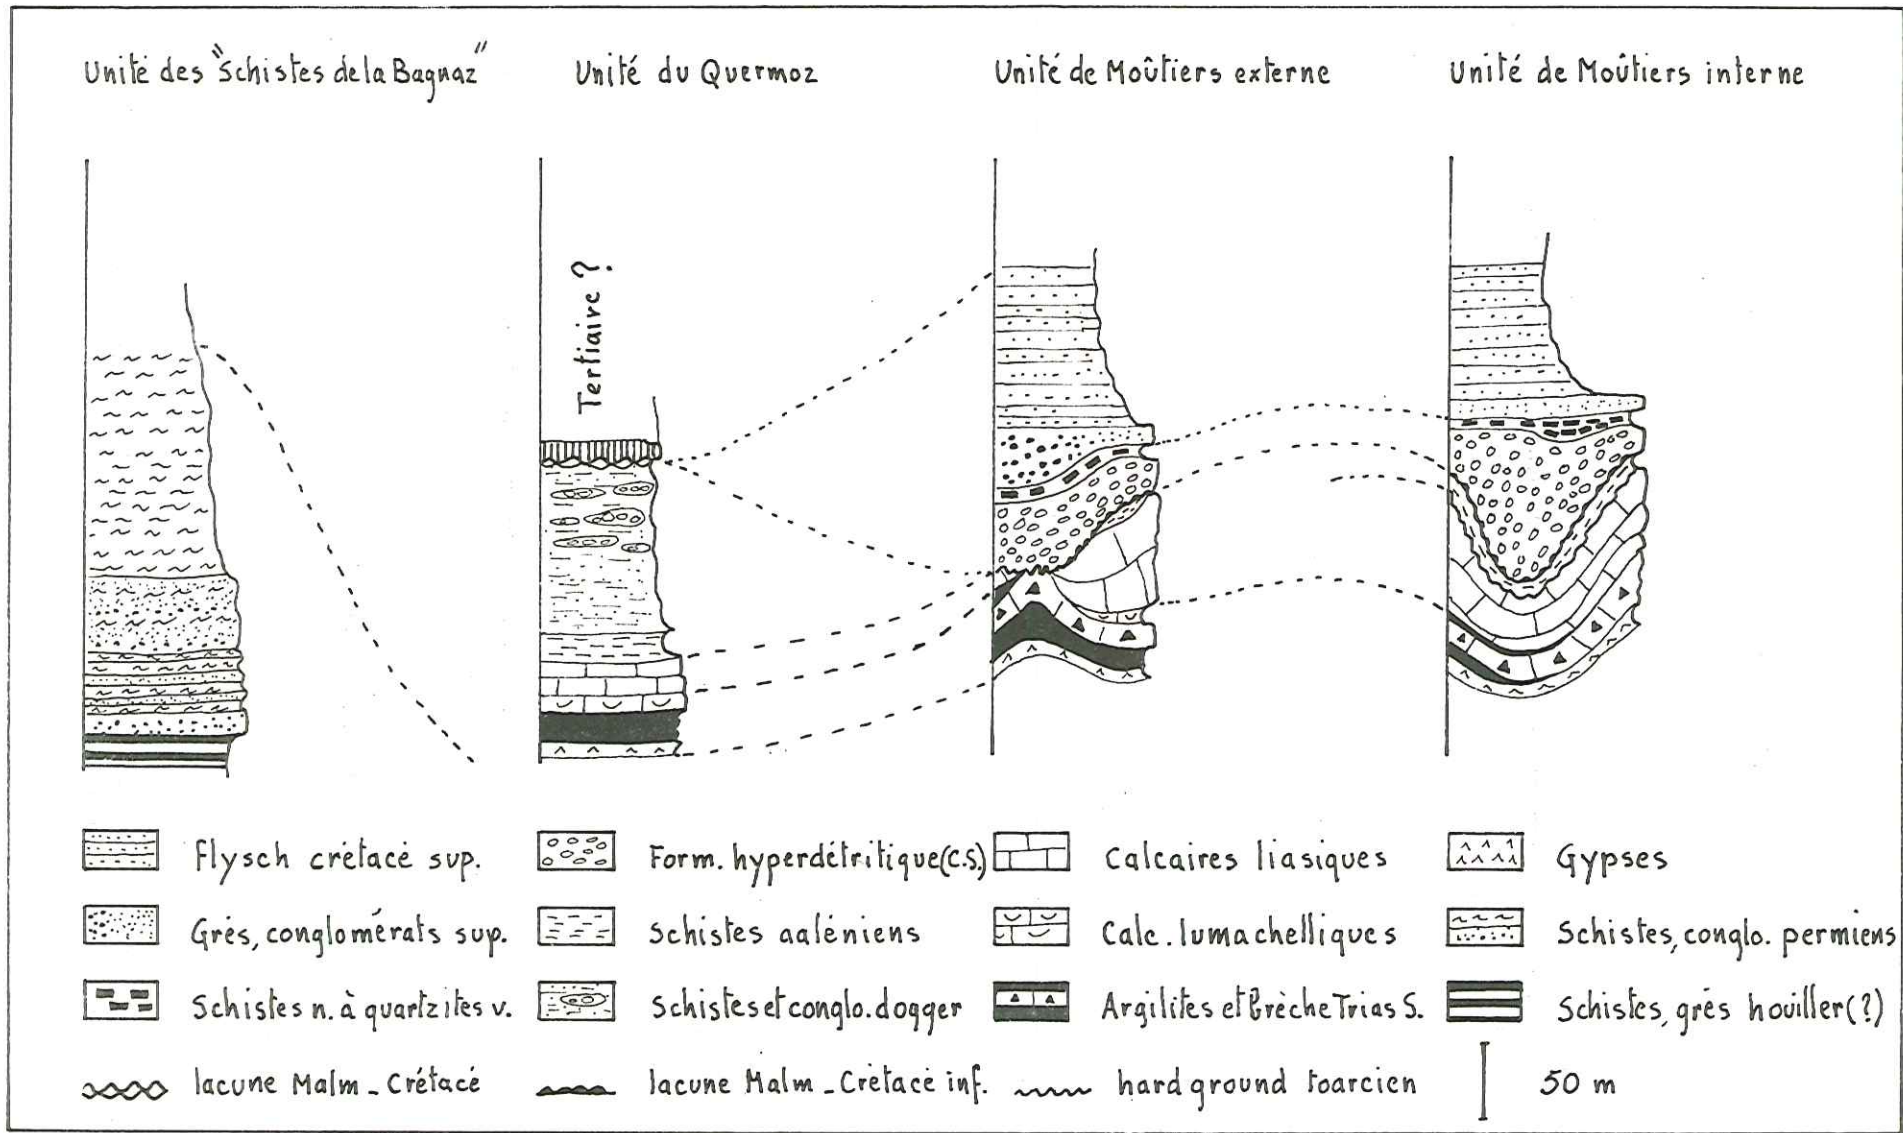 Unité des "Schistes de la Bagnaz"
Unité du Quermoz
Unité de Moûtiers externe
Unité de Moûtiers interne
Tertiaire ?
Flysch crétacé sup.
Form. hyperdétritique (C.S.)
Calcaires liasiques
Gypses
Grés, conglomérats sup.
Schistes aaléniens
Calc. lumachelliques
Schistes, conglo. permiens
Schistes n. à quartzites v.
Schistes et conglo. dogger
Argilites et Brèche Trias S.
Schistes, grés houiller (?)
lacune Malm - Crétacé
lacune Malm - Crétacé inf.
hard ground toarcien
50 m